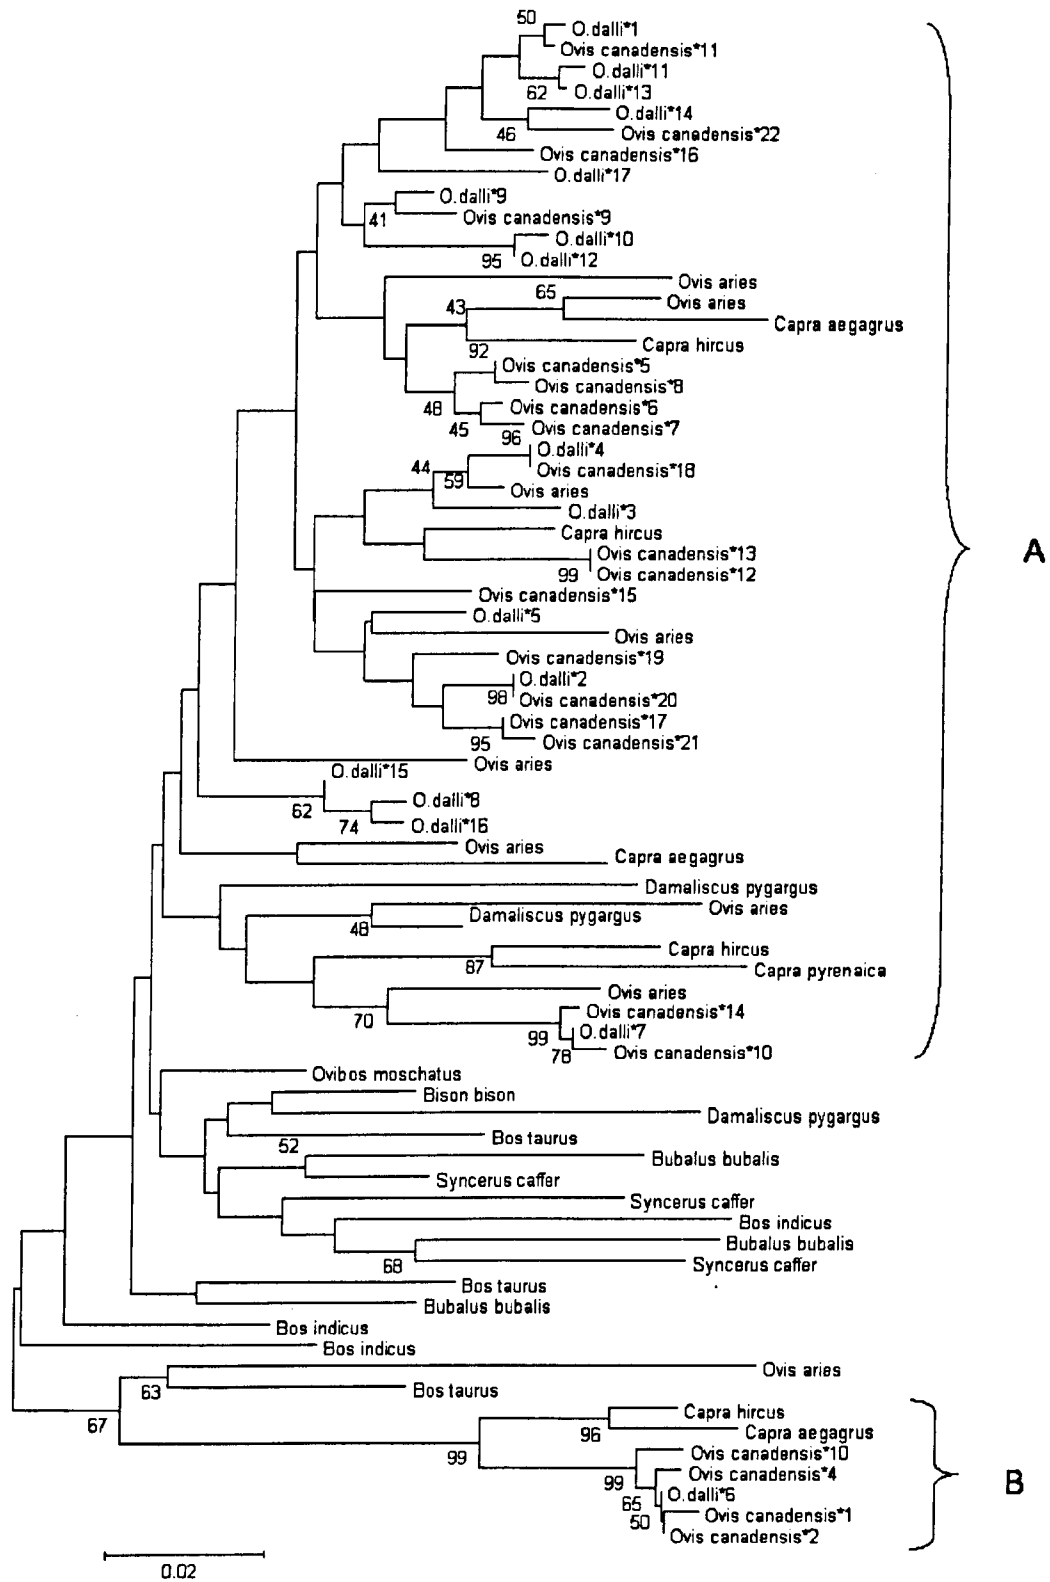 50
O.dalli*1
Ovis canadensis*11
O.dalli*11
62
O.dalli*13
O.dalli*14
46
Ovis canadensis*22
Ovis canadensis*16
O.dalli*17
O.dalli*9
41
Ovis canadensis*9
O.dalli*10
95
O.dalli*12
Ovis aries
65
Ovis aries
43
Capra aegagrus
Capra hircus
92
Ovis canadensis*5
Ovis canadensis*8
48
Ovis canadensis*6
45
Ovis canadensis*7
96
O.dalli*4
44
Ovis canadensis*18
59
Ovis aries
O.dalli*3
Capra hircus
Ovis canadensis*13
99
Ovis canadensis*12
Ovis canadensis*15
O.dalli*5
Ovis aries
Ovis canadensis*19
O.dalli*2
98
Ovis canadensis*20
Ovis canadensis*17
95
Ovis canadensis*21
Ovis aries
O.dalli*15
62
O.dalli*8
74
O.dalli*16
Ovis aries
Capra aegagrus
Damaliscus pygargus
Ovis aries
48
Damaliscus pygargus
Capra hircus
87
Capra pyrenaica
Ovis aries
70
Ovis canadensis*14
99
O.dalli*7
78
Ovis canadensis*10
A
Ovibos moschatus
Bison bison
Damaliscus pygargus
52
Bos taurus
Bubalus bubalis
Syncerus caffer
Syncerus caffer
Bos indicus
Bubalus bubalis
68
Syncerus caffer
Bos taurus
Bubalus bubalis
Bos indicus
Bos indicus
Ovis aries
63
Bos taurus
67
Capra hircus
96
Capra aegagrus
99
Ovis canadensis*10
99
Ovis canadensis*4
65
O.dalli*6
50
Ovis canadensis*1
Ovis canadensis*2
B
0.02